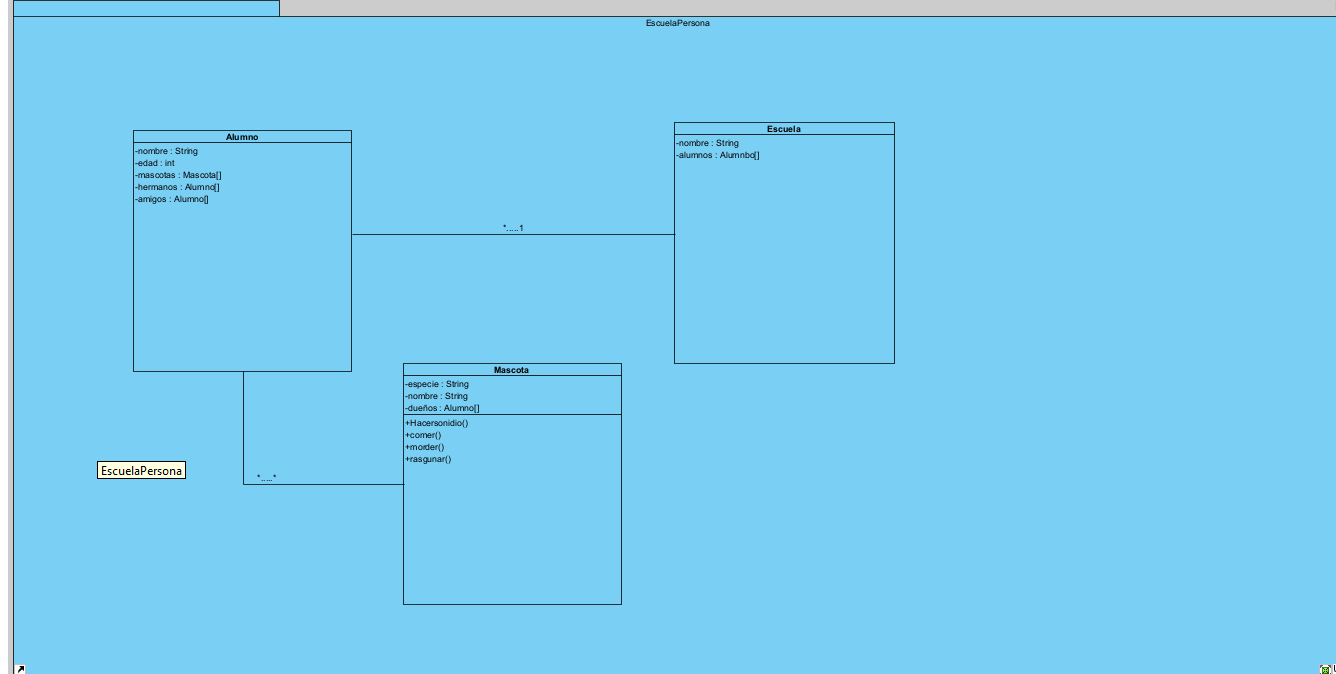 EscuelaPersona
Alumno
-nombre : String
-edad : int
-mascotas : Mascota[]
-hermanos : Alumno[]
-amigos : Alumno[]
Escuela
-nombre : String
-alumnos : Alumnbo[]
*.....1
Mascota
-especie : String
-nombre : String
-dueños : Alumno[]
+Hacersonidio()
+comer()
+morder()
+rasgunar()
*.....*
EscuelaPersona